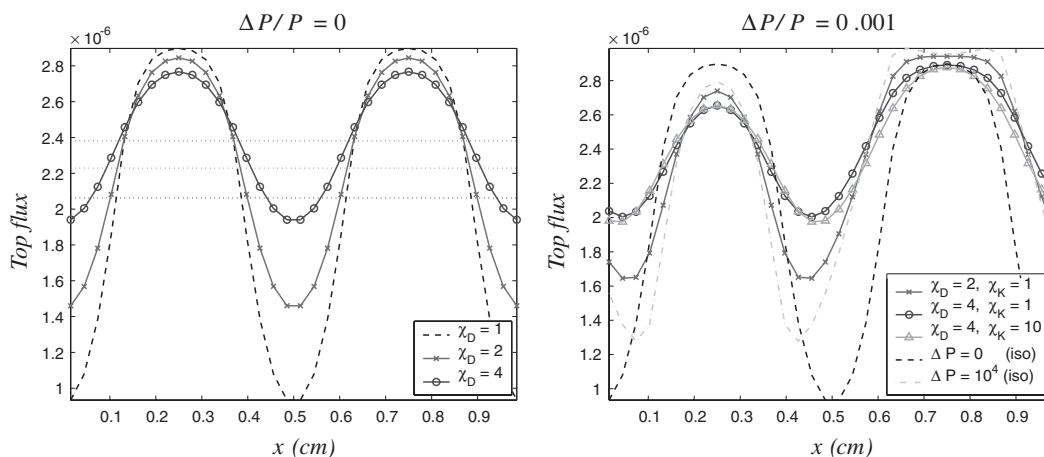 ΔP/P = 0
× 10⁻⁶
2.8
2.6
2.4
2.2
2
1.8
1.6
1.4
1.2
1
Top flux
0.1 0.2 0.3 0.4 0.5 0.6 0.7 0.8 0.9
x (cm)
χ_D = 1
χ_D = 2
χ_D = 4
ΔP/P = 0 .001
× 10⁻⁶
2.8
2.6
2.4
2.2
2
1.8
1.6
1.4
1.2
1
Top flux
0.1 0.2 0.3 0.4 0.5 0.6 0.7 0.8 0.9
x (cm)
χ_D = 2, χ_K = 1
χ_D = 4, χ_K = 1
χ_D = 4, χ_K = 10
Δ P = 0 (iso)
Δ P = 10⁴ (iso)